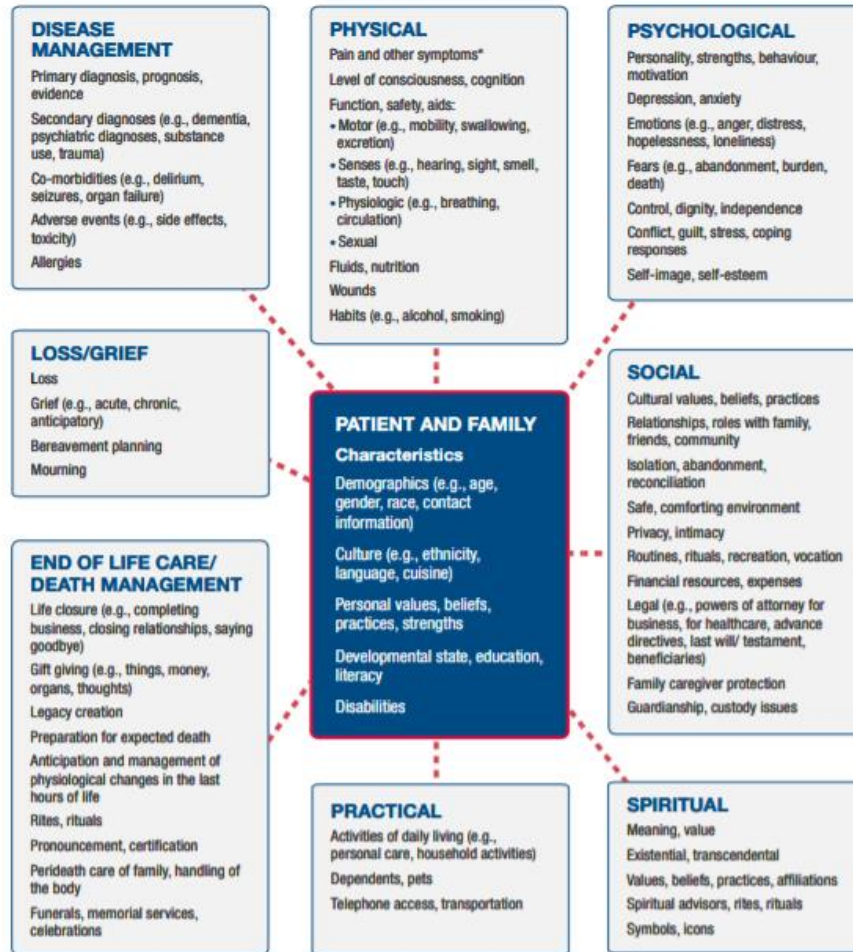 DISEASE
MANAGEMENT
Primary diagnosis, prognosis,
evidence
Secondary diagnoses (e.g., dementia,
psychiatric diagnoses, substance
use, trauma)
Co-morbidities (e.g., delirium,
seizures, organ failure)
Adverse events (e.g., side effects,
toxicity)
Allergies
PHYSICAL
Pain and other symptoms*
Level of consciousness, cognition
Function, safety, aids:
• Motor (e.g., mobility, swallowing,
excretion)
• Senses (e.g., hearing, sight, smell,
taste, touch)
• Physiologic (e.g., breathing,
circulation)
• Sexual
Fluids, nutrition
Wounds
Habits (e.g., alcohol, smoking)
PSYCHOLOGICAL
Personality, strengths, behaviour,
motivation
Depression, anxiety
Emotions (e.g., anger, distress,
hopelessness, loneliness)
Fears (e.g., abandonment, burden,
death)
Control, dignity, independence
Conflict, guilt, stress, coping
responses
Self-image, self-esteem
LOSS/GRIEF
Loss
Grief (e.g., acute, chronic,
anticipatory)
Bereavement planning
Mourning
PATIENT AND FAMILY
Characteristics
Demographics (e.g., age,
gender, race, contact
information)
Culture (e.g., ethnicity,
language, cuisine)
Personal values, beliefs,
practices, strengths
Developmental state, education,
literacy
Disabilities
SOCIAL
Cultural values, beliefs, practices
Relationships, roles with family,
friends, community
Isolation, abandonment,
reconciliation
Safe, comforting environment
Privacy, intimacy
Routines, rituals, recreation, vocation
Financial resources, expenses
Legal (e.g., powers of attorney for
business, for healthcare, advance
directives, last will/ testament,
beneficiaries)
Family caregiver protection
Guardianship, custody issues
END OF LIFE CARE/
DEATH MANAGEMENT
Life closure (e.g., completing
business, closing relationships, saying
goodbye)
Gift giving (e.g., things, money,
organs, thoughts)
Legacy creation
Preparation for expected death
Anticipation and management of
physiological changes in the last
hours of life
Rites, rituals
Pronouncement, certification
Perideath care of family, handling of
the body
Funerals, memorial services,
celebrations
PRACTICAL
Activities of daily living (e.g.,
personal care, household activities)
Dependents, pets
Telephone access, transportation
SPIRITUAL
Meaning, value
Existential, transcendental
Values, beliefs, practices, affiliations
Spiritual advisors, rites, rituals
Symbols, icons